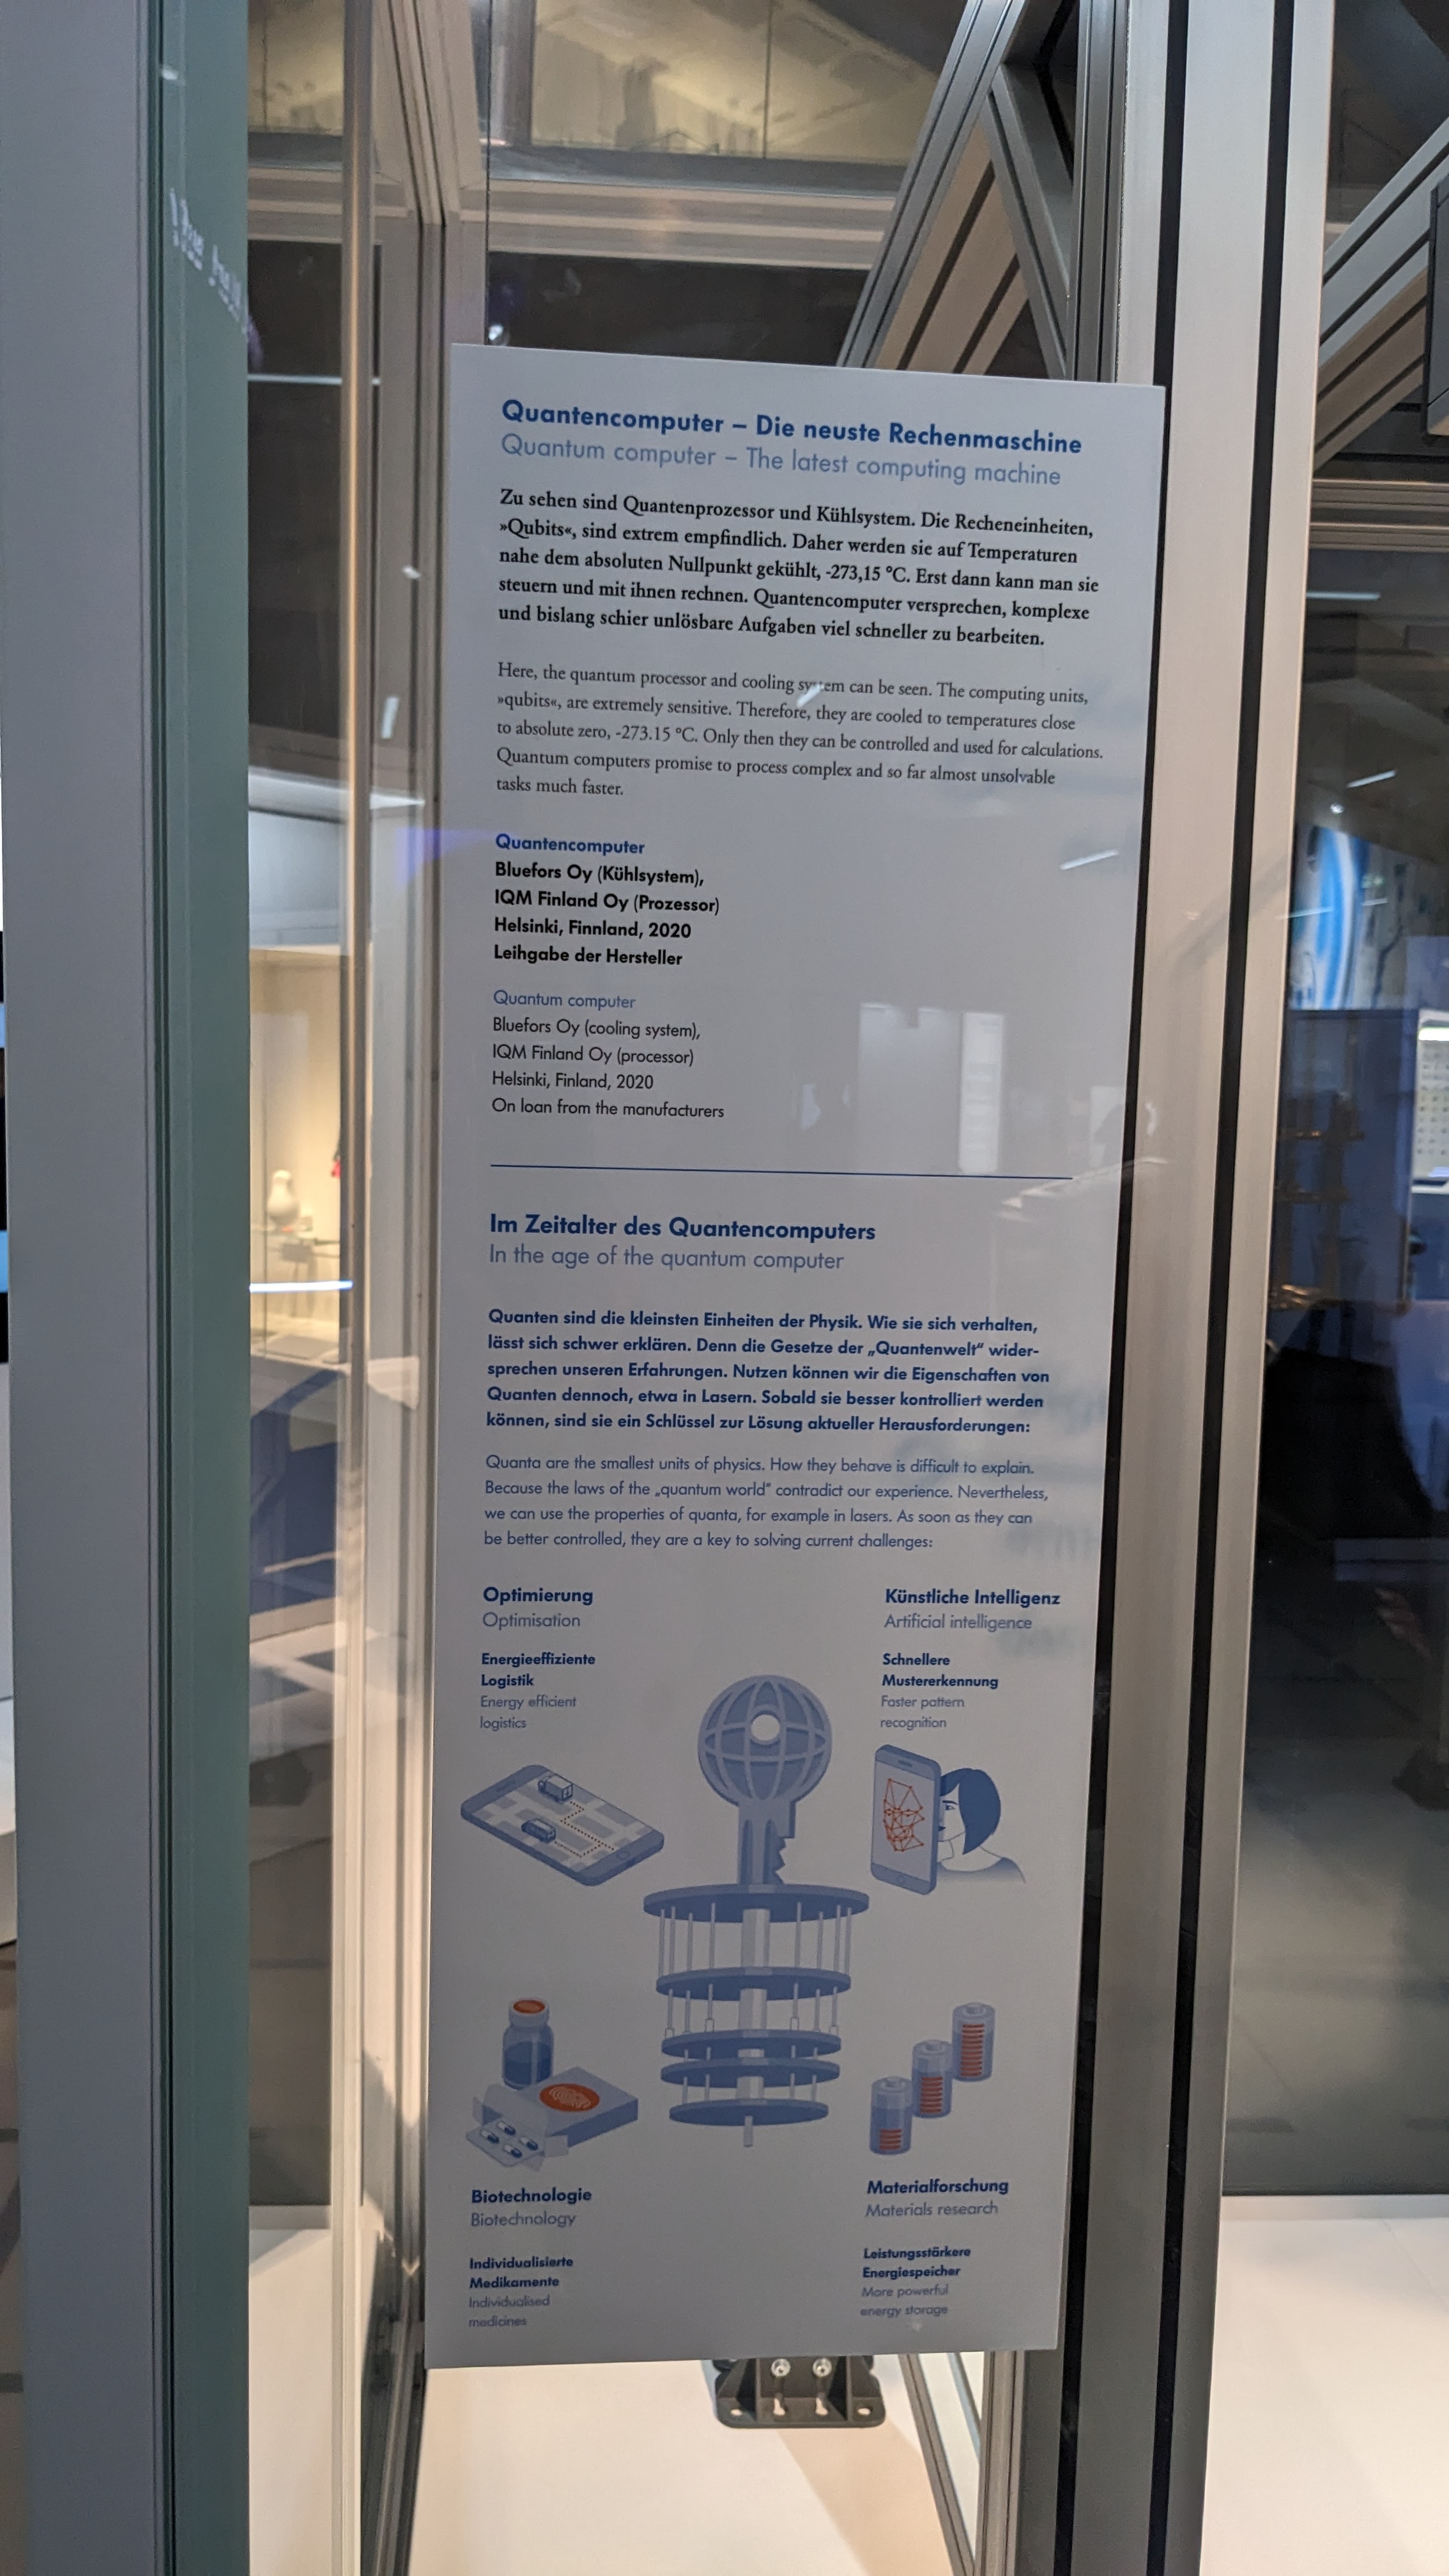 Quantencomputer – Die neuste Rechenmaschine
Quantum computer – The latest computing machine
Zu sehen sind Quantenprozessor und Kühlsystem. Die Recheneinheiten,
»Qubits«, sind extrem empfindlich. Daher werden sie auf Temperaturen
nahe dem absoluten Nullpunkt gekühlt, -273,15 °C. Erst dann kann man sie
steuern und mit ihnen rechnen. Quantencomputer versprechen, komplexe
und bislang schier unlösbare Aufgaben viel schneller zu bearbeiten.
Here, the quantum processor and cooling system can be seen. The computing units,
»qubits«, are extremely sensitive. Therefore, they are cooled to temperatures close
to absolute zero, -273.15 °C. Only then they can be controlled and used for calculations.
Quantum computers promise to process complex and so far almost unsolvable
tasks much faster.
Quantencomputer
Bluefors Oy (Kühlsystem),
IQM Finland Oy (Prozessor)
Helsinki, Finnland, 2020
Leihgabe der Hersteller
Quantum computer
Bluefors Oy (cooling system),
IQM Finland Oy (processor)
Helsinki, Finland, 2020
On loan from the manufacturers
Im Zeitalter des Quantencomputers
In the age of the quantum computer
Quanten sind die kleinsten Einheiten der Physik. Wie sie sich verhalten,
lässt sich schwer erklären. Denn die Gesetze der „Quantenwelt“ wider-
sprechen unseren Erfahrungen. Nutzen können wir die Eigenschaften von
Quanten dennoch, etwa in Lasern. Sobald sie besser kontrolliert werden
können, sind sie ein Schlüssel zur Lösung aktueller Herausforderungen:
Quanta are the smallest units of physics. How they behave is difficult to explain.
Because the laws of the „quantum world“ contradict our experience. Nevertheless,
we can use the properties of quanta, for example in lasers. As soon as they can
be better controlled, they are a key to solving current challenges:
Optimierung
Optimisation
Energieeffiziente
Logistik
Energy efficient
logistics
Künstliche Intelligenz
Artificial intelligence
Schnellere
Mustererkennung
Faster pattern
recognition
Biotechnologie
Biotechnology
Individualisierte
Medikamente
Individualised
medicines
Materialforschung
Materials research
Leistungsstärkere
Energiespeicher
More powerful
energy storage